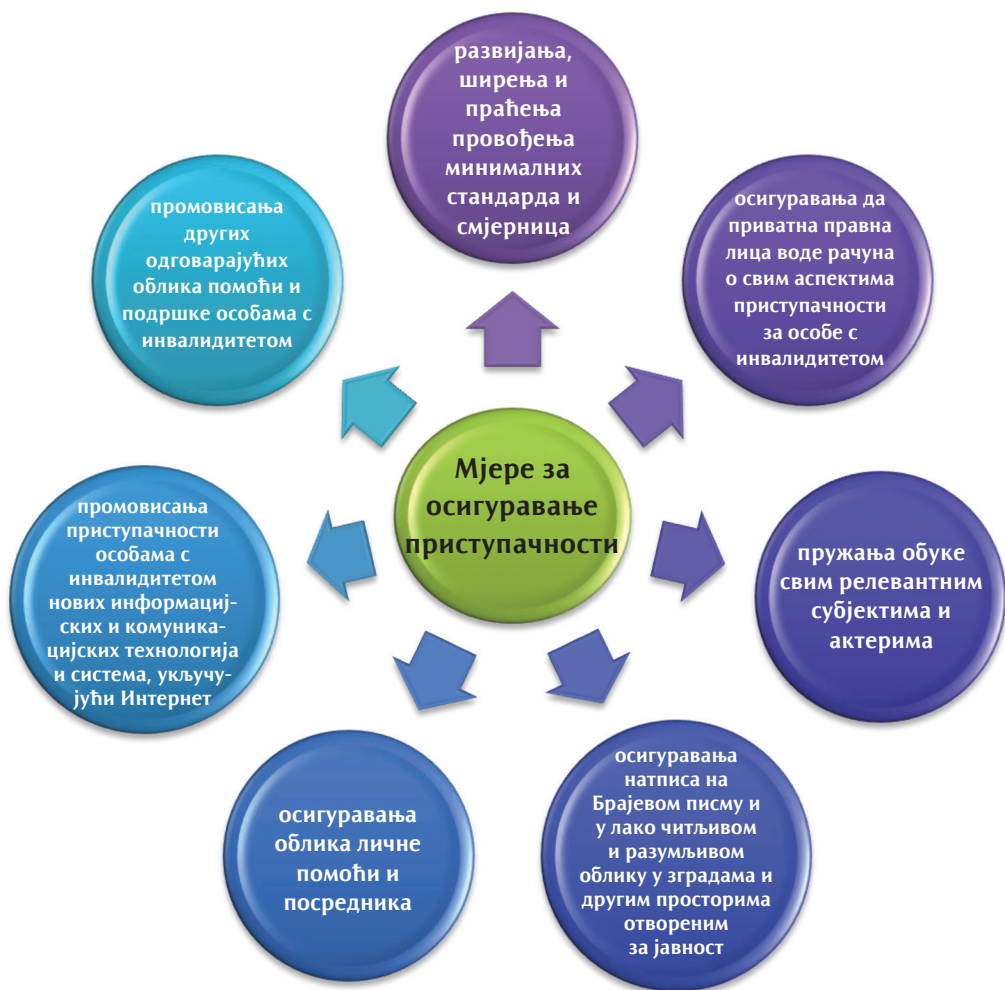 развијања,
ширења и
праћења
провођења
минималних
стандарда и
смјерница
осигуравања да
приватна правна
лица воде рачуна
о свим аспектима
приступачности
за особе с
инвалидитетом
пружања обуке
свим релевантним
субјектима и
актерима
осигуравања
натписа на
Брајевом писму и
у лако читљивом
и разумљивом
облику у зградама и
другим просторима
отвореним
за јавност
осигуравања
облика личне
помоћи и
посредника
промовисања
приступачности
особама с
инвалидитетом
нових информациј-
ских и комуника-
цијских технологија
и система, укључу-
јући Интернет
промовисања
других
одговарајућих
облика помоћи и
подршке особама с
инвалидитетом
Мјере за
осигуравање
приступачности